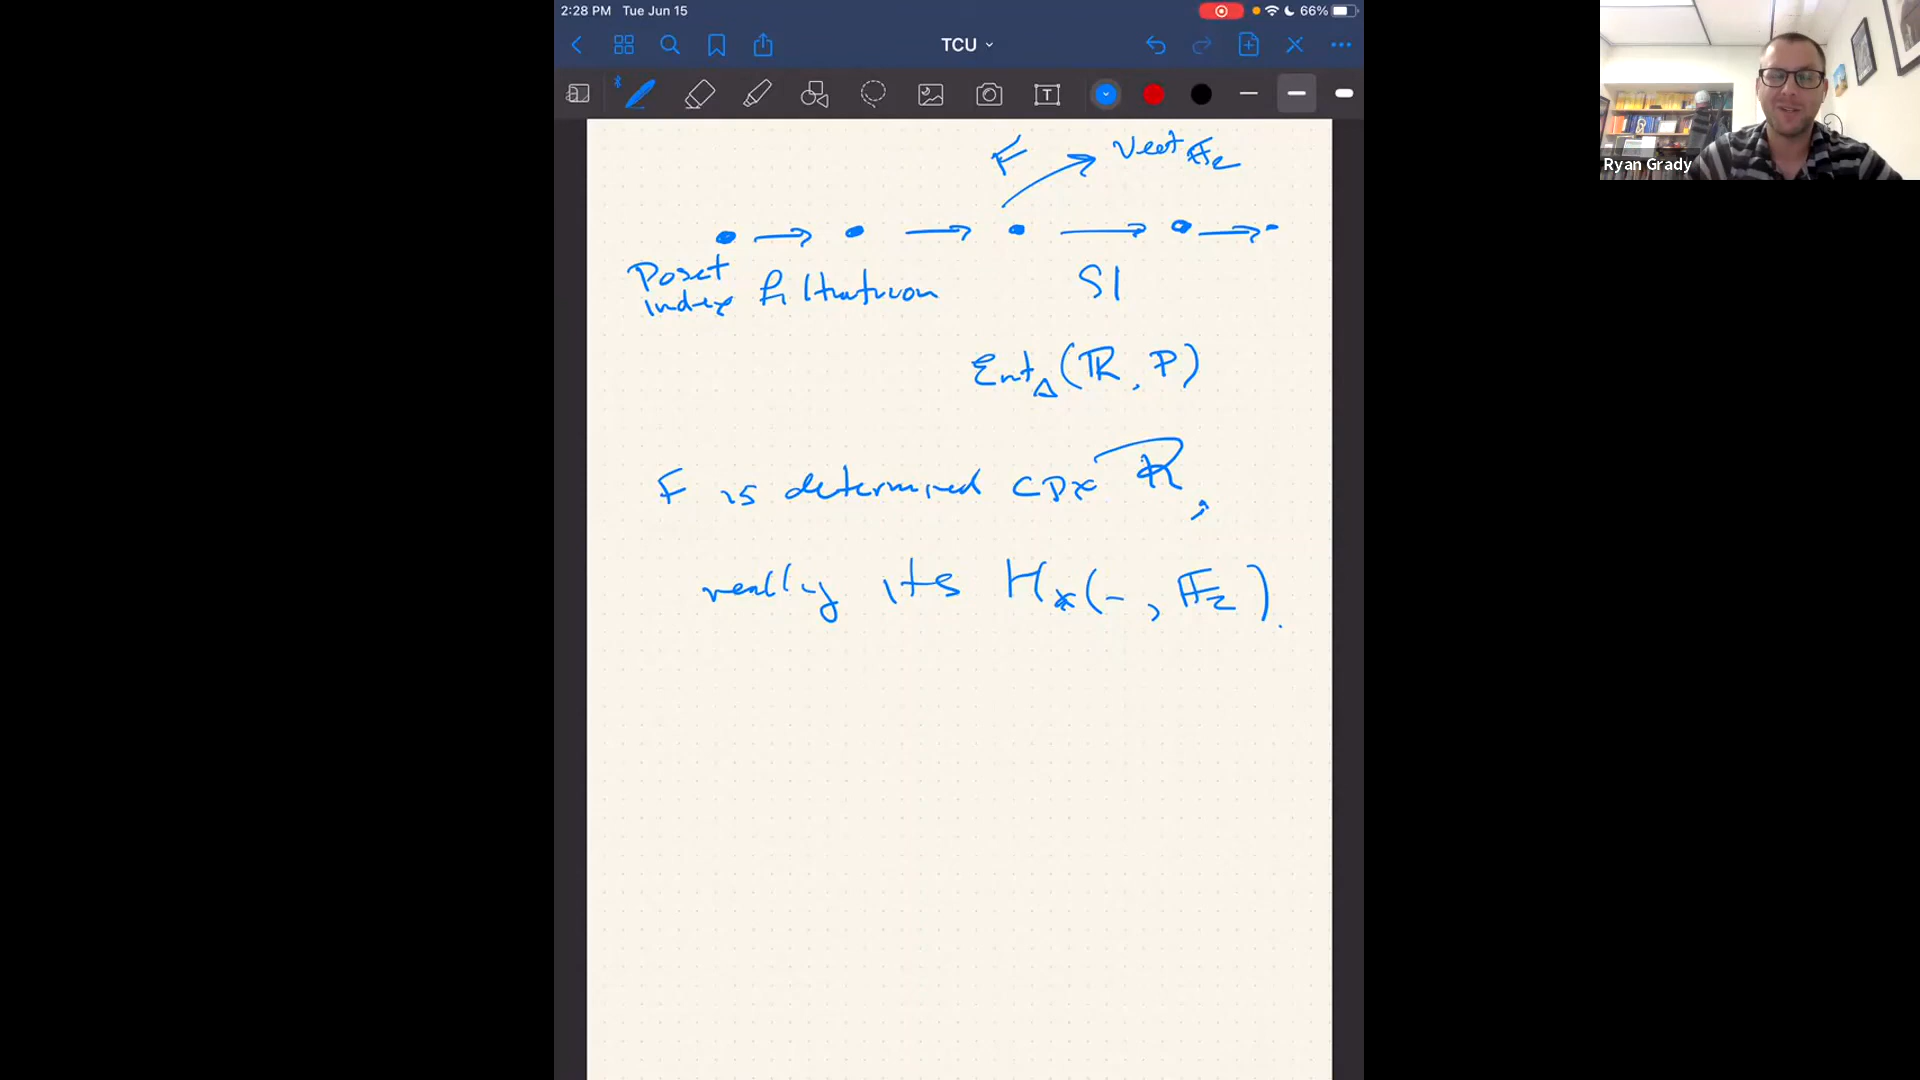 2:28 PM Tue Jun 15
66%
TCU
T
Ryan Grady
F Vect F₂
Poset
index filtration
SI
Ent_Δ(ℝ, P)
F is determined cpx ℝ,
really its H_*(-, F₂).